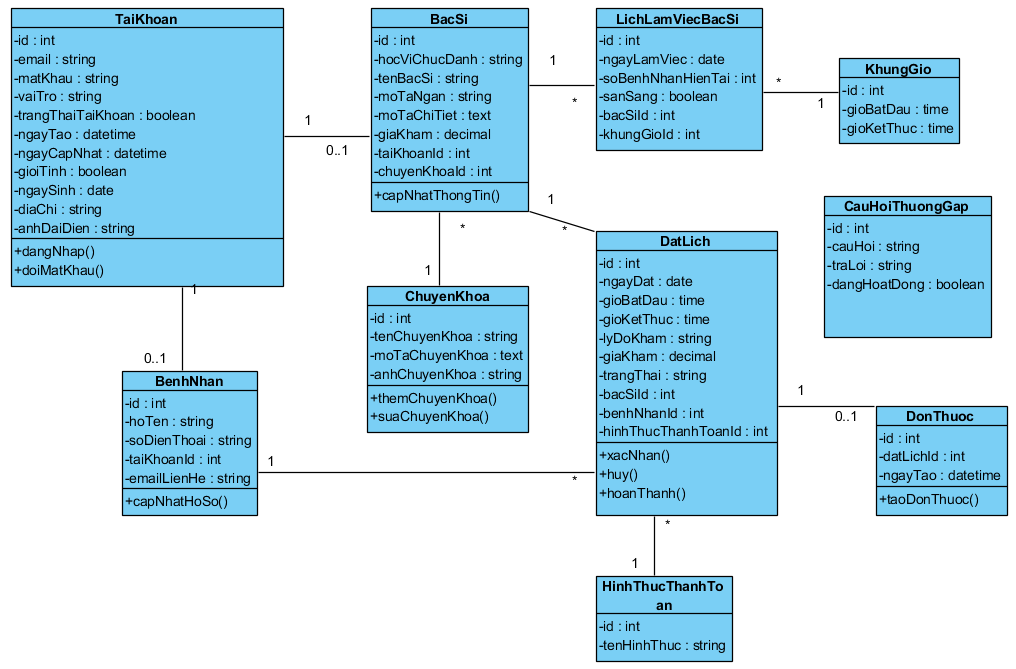 TaiKhoan
-id : int
-email : string
-matKhau : string
-vaiTro : string
-trangThaiTaiKhoan : boolean
-ngayTao : datetime
-ngayCapNhat : datetime
-gioiTinh : boolean
-ngaySinh : date
-diaChi : string
-anhDaiDien : string
+dangNhap()
+doiMatKhau()
1
0..1
BacSi
-id : int
-hocViChucDanh : string
-tenBacSi : string
-moTaNgan : string
-moTaChiTiet : text
-giaKham : decimal
-taiKhoanId : int
-chuyenKhoaId : int
+capNhatThongTin()
1
*
LichLamViecBacSi
-id : int
-ngayLamViec : date
-soBenhNhanHienTai : int
-sanSang : boolean
-bacSiId : int
-khungGioId : int
*
1
KhungGio
-id : int
-gioBatDau : time
-gioKetThuc : time
CauHoiThuongGap
-id : int
-cauHoi : string
-traLoi : string
-dangHoatDong : boolean
1
*
*
1
ChuyenKhoa
-id : int
-tenChuyenKhoa : string
-moTaChuyenKhoa : text
-anhChuyenKhoa : string
+themChuyenKhoa()
+suaChuyenKhoa()
DatLich
-id : int
-ngayDat : date
-gioBatDau : time
-gioKetThuc : time
-lyDoKham : string
-giaKham : decimal
-trangThai : string
-bacSiId : int
-benhNhanId : int
-hinhThucThanhToanId : int
+xacNhan()
+huy()
+hoanThanh()
1
0..1
BenhNhan
-id : int
-hoTen : string
-soDienThoai : string
-taiKhoanId : int
-emailLienHe : string
+capNhatHoSo()
1
*
1
0..1
DonThuoc
-id : int
-datLichId : int
-ngayTao : datetime
+taoDonThuoc()
*
1
HinhThucThanhTo
an
-id : int
-tenHinhThuc : string